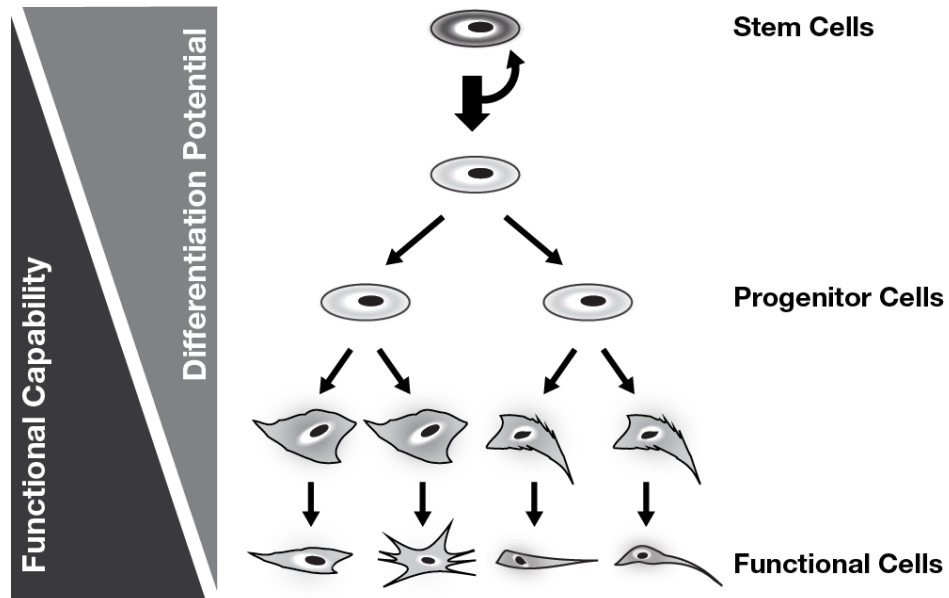 Stem Cells
Differentiation Potential
Functional Capability
Progenitor Cells
Functional Cells